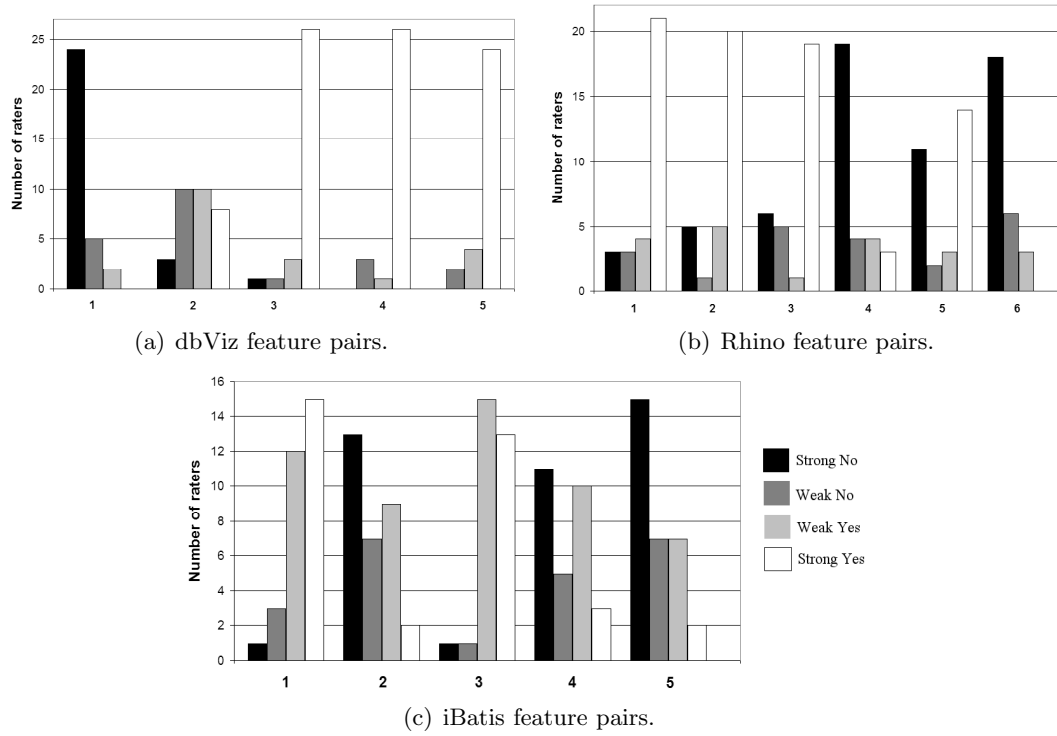 Number of raters
25
20
15
10
5
0
1 2 3 4 5
(a) dbViz feature pairs.
Number of raters
20
15
10
5
0
1 2 3 4 5 6
(b) Rhino feature pairs.
Number of raters
16
14
12
10
8
6
4
2
0
1 2 3 4 5
Strong No
Weak No
Weak Yes
Strong Yes
(c) iBatis feature pairs.